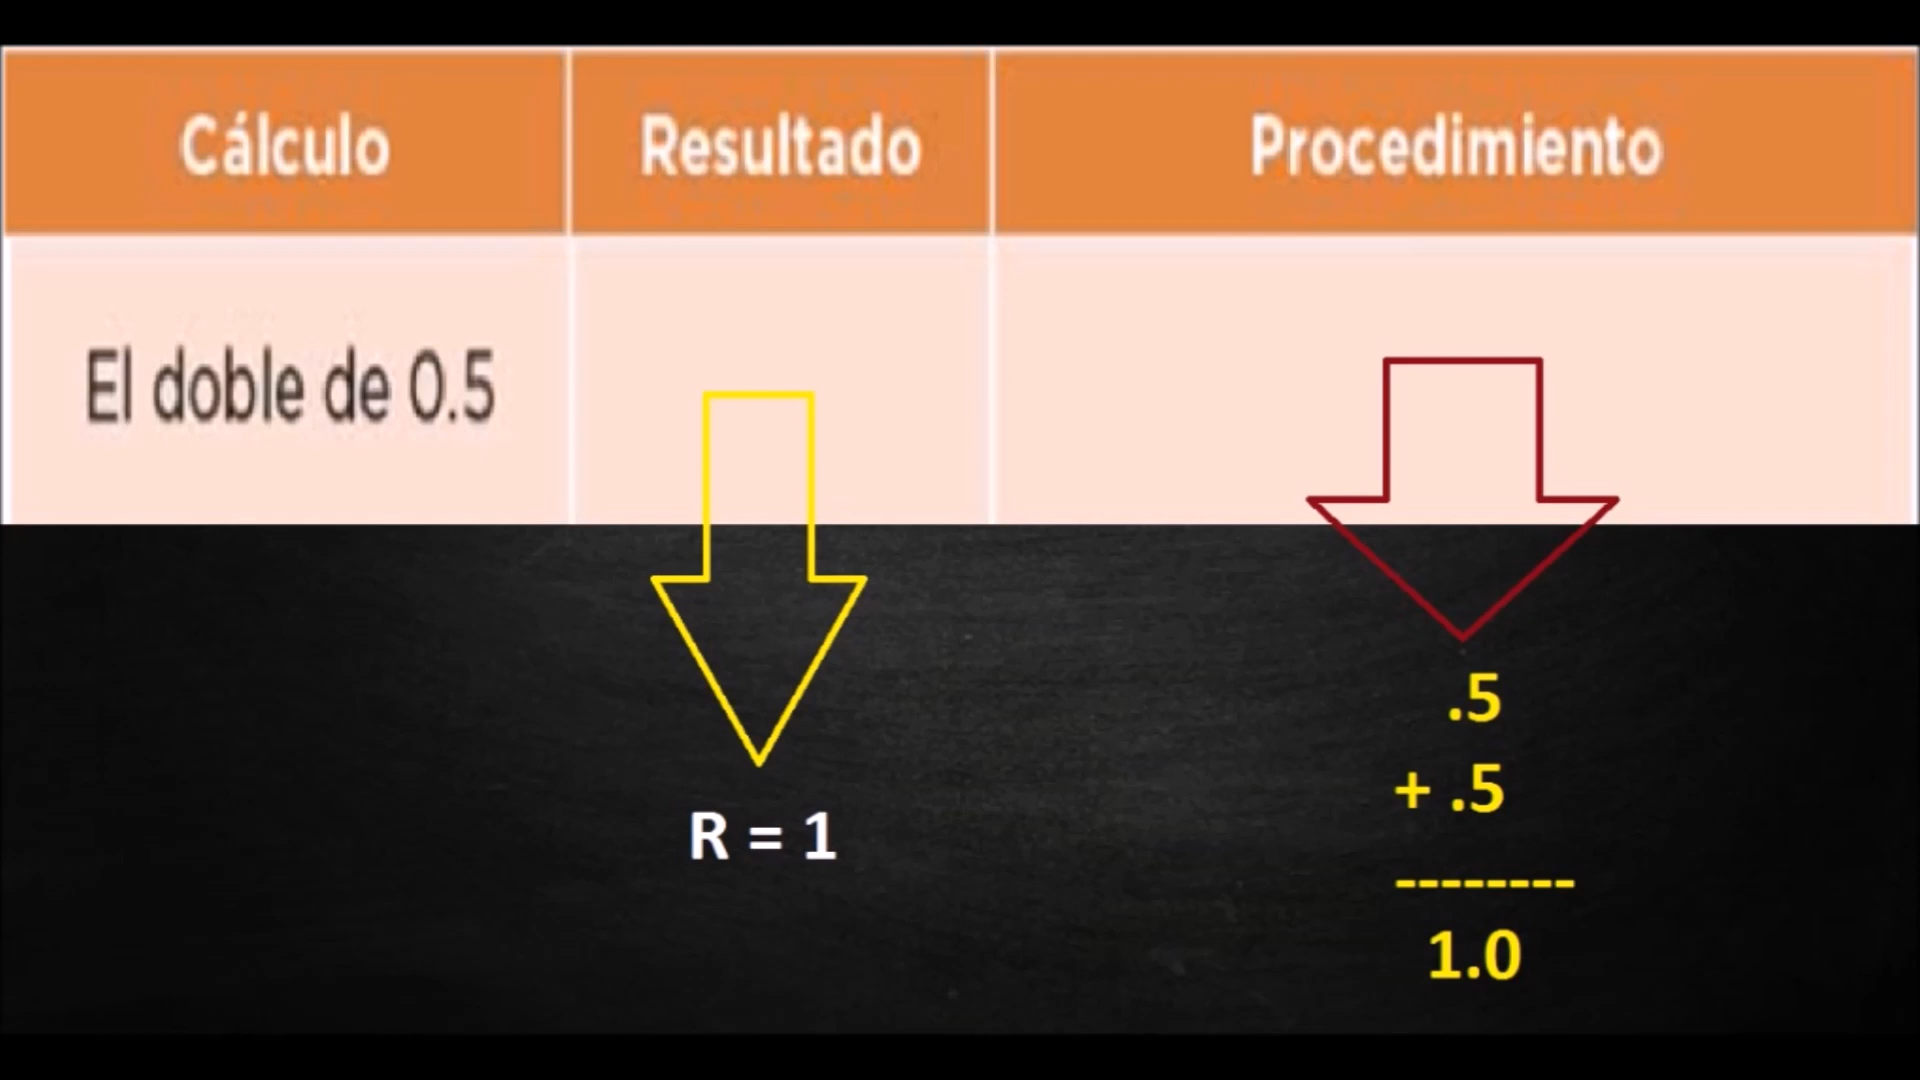 Cálculo Resultado Procedimiento
El doble de 0.5
R = 1
.5
+ .5
--------
1.0